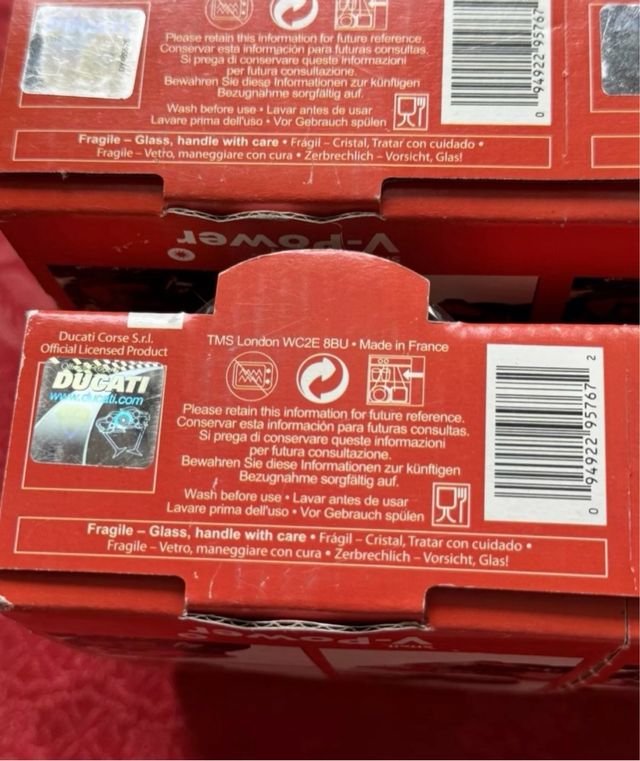 Please retain this information for future reference.
Conservar esta información para futuras consultas.
Si prega di conservare queste informazioni
per futura consultazione.
Bewahren Sie diese Informationen zur künftigen
Bezugnahme sorgfältig auf.
Wash before use • Lavar antes de usar
Lavare prima dell'uso • Vor Gebrauch spülen
Fragile – Glass, handle with care • Frágil – Cristal, Tratar con cuidado •
Fragile – Vetro, maneggiare con cura • Zerbrechlich – Vorsicht, Glas!
0 94922 95767
V-Power
Ducati Corse S.r.l.
Official Licensed Product
DUCATI
www.ducati.com
TMS London WC2E 8BU • Made in France
Please retain this information for future reference.
Conservar esta información para futuras consultas.
Si prega di conservare queste informazioni
per futura consultazione.
Bewahren Sie diese Informationen zur künftigen
Bezugnahme sorgfältig auf.
Wash before use • Lavar antes de usar
Lavare prima dell'uso • Vor Gebrauch spülen
Fragile – Glass, handle with care • Frágil – Cristal, Tratar con cuidado •
Fragile – Vetro, maneggiare con cura • Zerbrechlich – Vorsicht, Glas!
0 94922 95767 2
V-Power